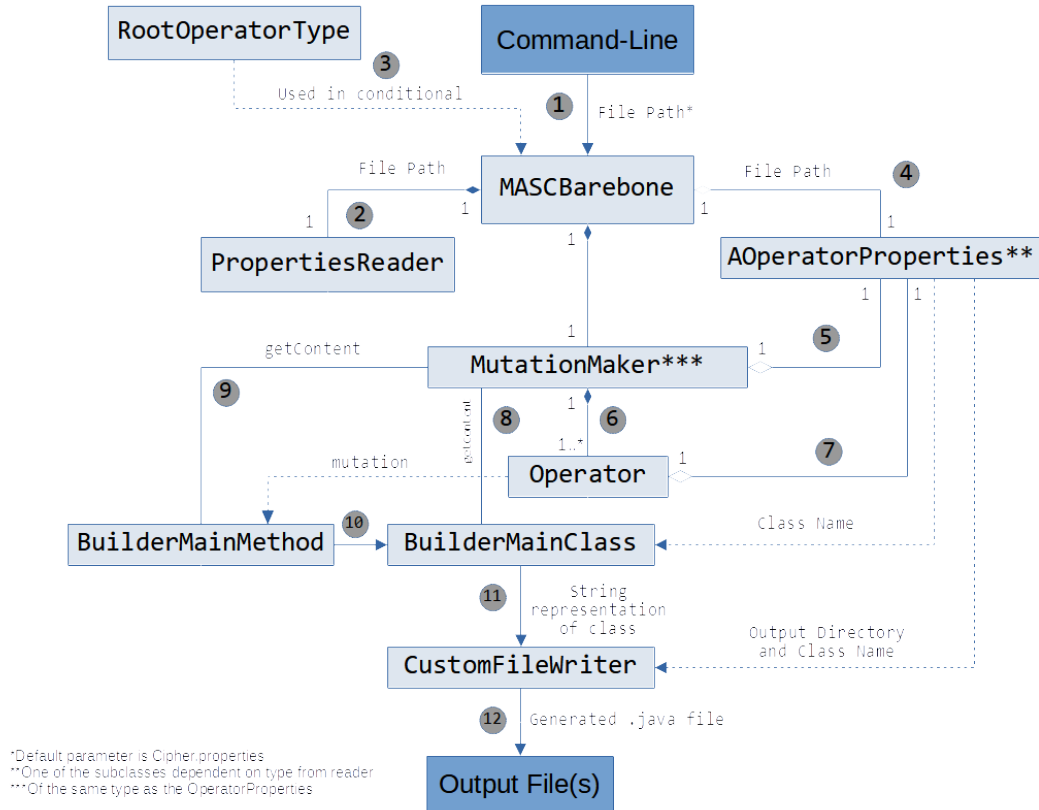 RootOperatorType
Command-Line
3
Used in conditional
1
File Path*
File Path
MASCBarebone
File Path
4
1
2
1
1
1
1
PropertiesReader
AOperatorProperties**
1
1
1
getContent
MutationMaker***
1
5
9
1
8
6
getContent
1..*
7
mutation
Operator
1
10
Class Name
BuilderMainMethod
BuilderMainClass
11
String
representation
of class
Output Directory
and Class Name
CustomFileWriter
12
Generated .java file
*Default parameter is Cipher.properties
**One of the subclasses dependent on type from reader
***Of the same type as the OperatorProperties
Output File(s)